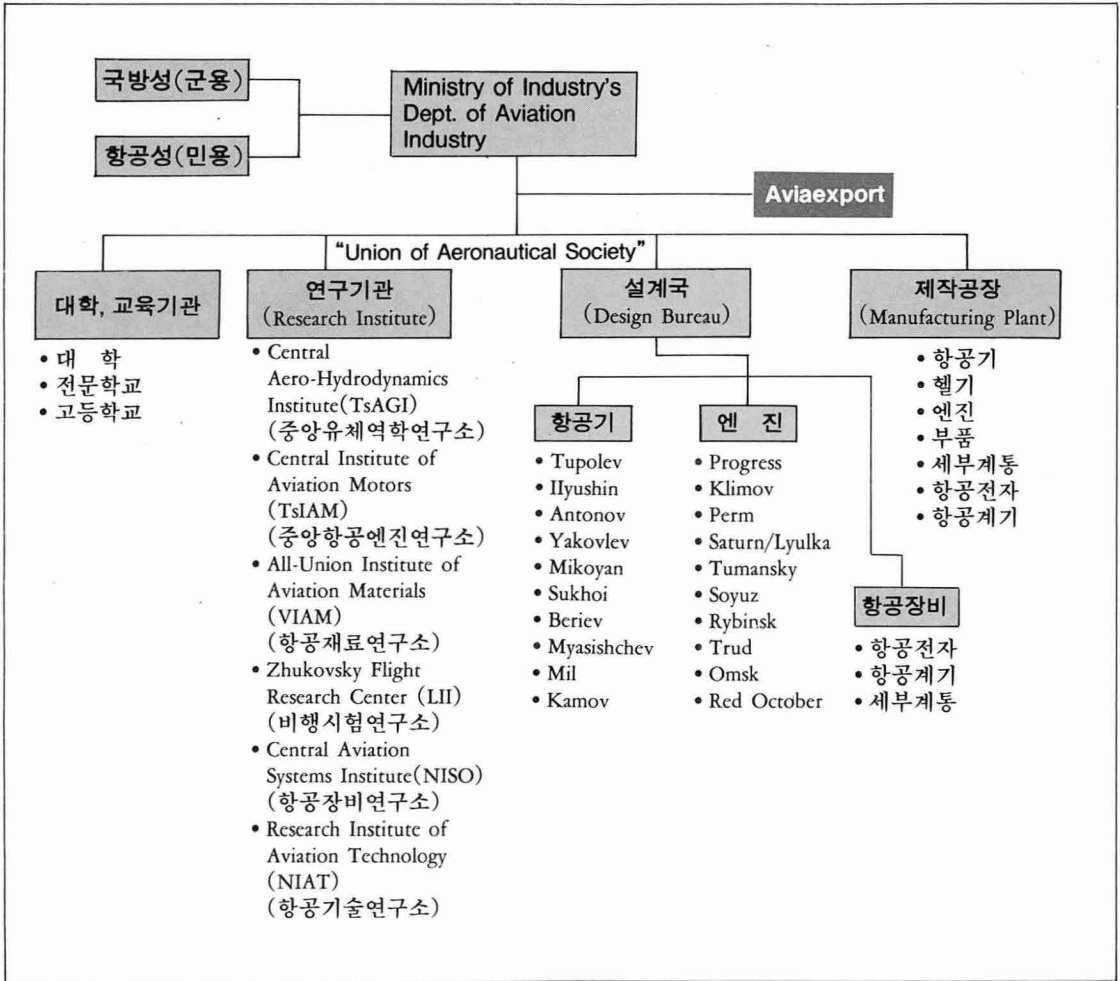 국방성(군용)
항공성(민용)
Ministry of Industry's
Dept. of Aviation
Industry
Aviaexport
"Union of Aeronautical Society"
대학, 교육기관
• 대 학
• 전문학교
• 고등학교
연구기관
(Research Institute)
• Central
Aero-Hydrodynamics
Institute(TsAGI)
(중앙유체역학연구소)
• Central Institute of
Aviation Motors
(TsIAM)
(중앙항공엔진연구소)
• All-Union Institute of
Aviation Materials
(VIAM)
(항공재료연구소)
• Zhukovsky Flight
Research Center (LII)
(비행시험연구소)
• Central Aviation
Systems Institute(NISO)
(항공장비연구소)
• Research Institute of
Aviation Technology
(NIAT)
(항공기술연구소)
설계국
(Design Bureau)
항공기
• Tupolev
• IIyushin
• Antonov
• Yakovlev
• Mikoyan
• Sukhoi
• Beriev
• Myasishchev
• Mil
• Kamov
엔 진
• Progress
• Klimov
• Perm
• Saturn/Lyulka
• Tumansky
• Soyuz
• Rybinsk
• Trud
• Omsk
• Red October
항공장비
• 항공전자
• 항공계기
• 세부계통
제작공장
(Manufacturing Plant)
• 항공기
• 헬기
• 엔진
• 부품
• 세부계통
• 항공전자
• 항공계기